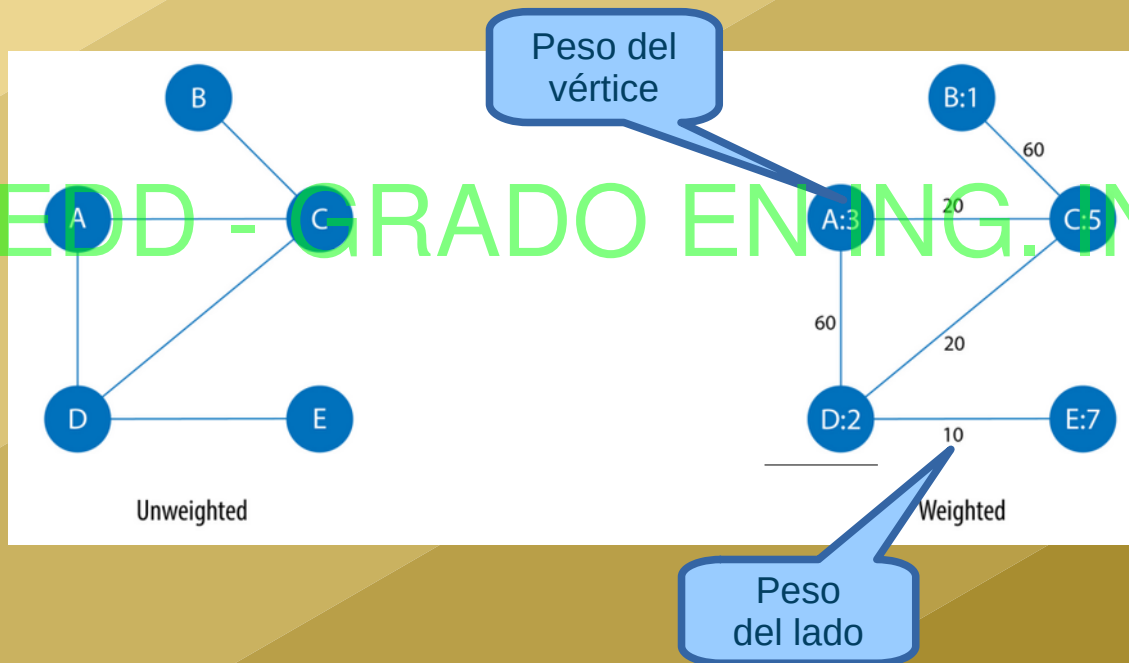 Peso del
vértice
B
A
C
D
E
Unweighted
B:1
60
A:3
20
C:5
60
20
D:2
10
E:7
Weighted
Peso
del lado
EDD - GRADO EN ING. IN